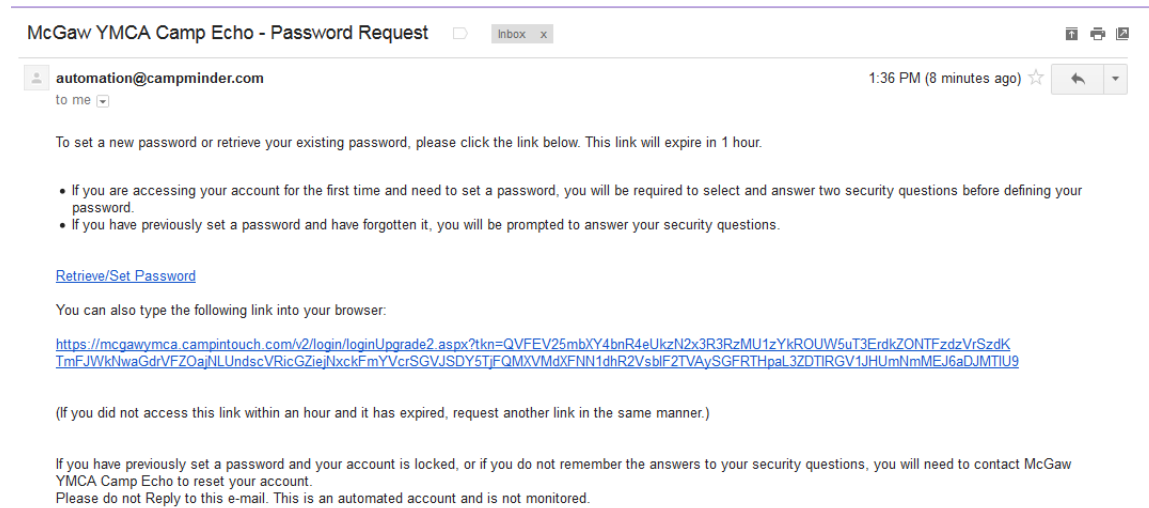 McGaw YMCA Camp Echo - Password Request
Inbox x
automation@campminder.com
1:36 PM (8 minutes ago)
to me
To set a new password or retrieve your existing password, please click the link below. This link will expire in 1 hour.
• If you are accessing your account for the first time and need to set a password, you will be required to select and answer two security questions before defining your
password.
• If you have previously set a password and have forgotten it, you will be prompted to answer your security questions.
Retrieve/Set Password
You can also type the following link into your browser:
https://mcgawymca.campintouch.com/v2/login/loginUpgrade2.aspx?tkn=QVFEV25mbXY4bnR4eUkzN2x3R3RzMU1zYkROUW5uT3ErdkZONTFzdzVrSzdK
TmFJWkNwaGdrVFZOajNLUndscVRicGZiejNxckFmYVcrSGVJSDY5TjFQMXVMdXFNN1dhR2VsblF2TVAySGFRTHpaL3ZDTlRGV1JHUmNmMEJ6aDJMTlU9
(If you did not access this link within an hour and it has expired, request another link in the same manner.)
If you have previously set a password and your account is locked, or if you do not remember the answers to your security questions, you will need to contact McGaw
YMCA Camp Echo to reset your account.
Please do not Reply to this e-mail. This is an automated account and is not monitored.